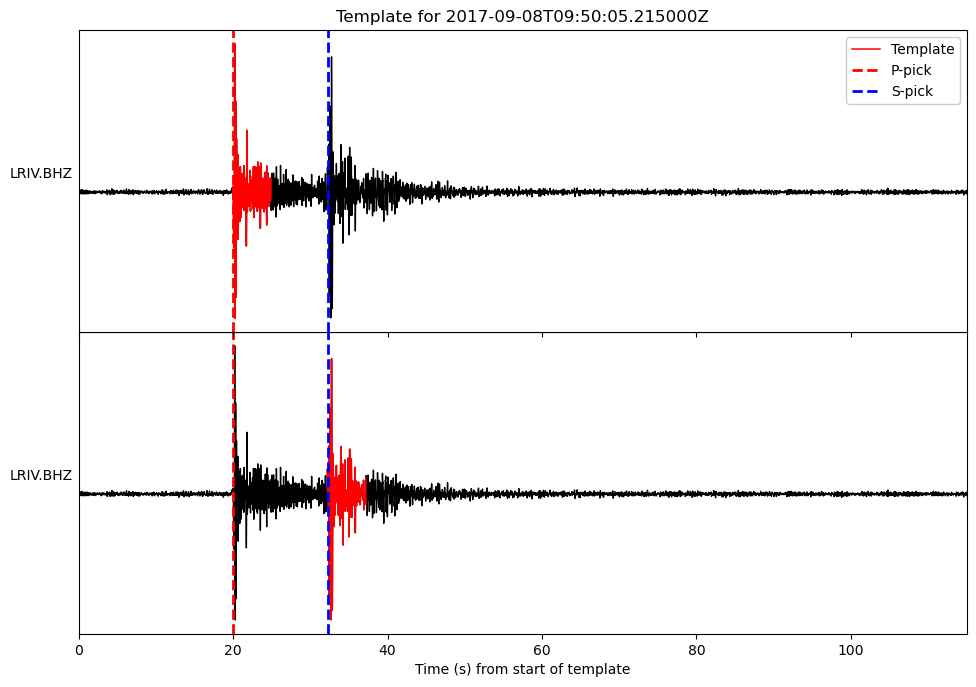 Template for 2017-09-08T09:50:05.215000Z
Template
P-pick
S-pick
LRIV.BHZ
LRIV.BHZ
0 20 40 60 80 100
Time (s) from start of template